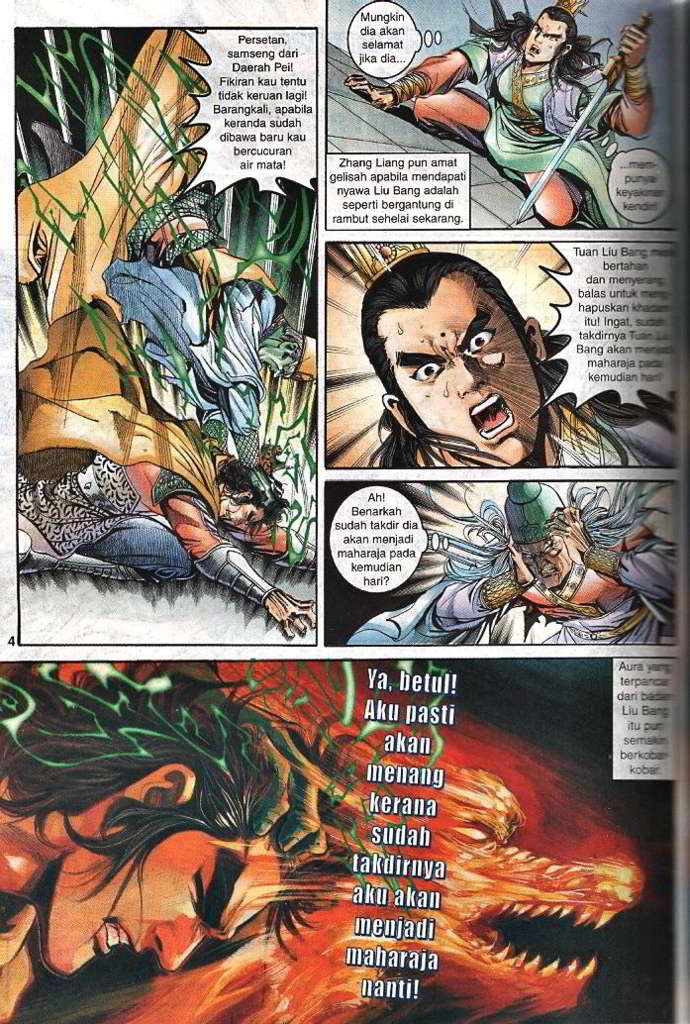 Persetan,
samseng dari
Daerah Pei!
Fikiran kau tentu
tidak keruan lagi!
Barangkali, apabila
keranda sudah
dibawa baru kau
bercucuran
air mata!
Mungkin
dia akan
selamat
jika dia...
...mem-
punyai
keyakinan
kendiri
Zhang Liang pun amat
gelisah apabila mendapati
nyawa Liu Bang adalah
seperti bergantung di
rambut sehelai sekarang.
Tuan Liu Bang
bertahan
dan menyerang
balas untuk
hapuskan
itu! Ingat, sudah
takdirnya Tuan
Bang akan
maharaja pada
kemudian hari!
Ah!
Benarkah
sudah takdir dia
akan menjadi
maharaja pada
kemudian
hari?
4
Ya, betul!
Aku pasti
akan
menang
kerana
sudah
takdirnya
aku akan
menjadi
maharaja
nanti!
Aura yang
terpancar
dari badan
Liu Bang
itu pun
semakin
berkobar-
kobar.